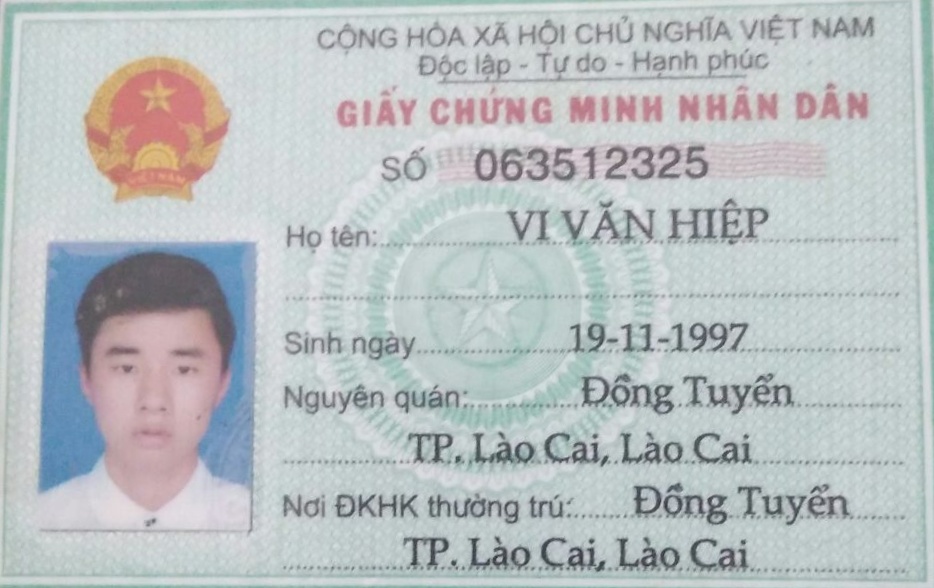 CỘNG HÒA XÃ HỘI CHỦ NGHĨA VIỆT NAM
Độc lập - Tự do - Hạnh phúc
GIẤY CHỨNG MINH NHÂN DÂN
SỐ 063512325
Họ tên: VI VĂN HIỆP
Sinh ngày 19-11-1997
Nguyên quán: Đồng Tuyển
TP. Lào Cai, Lào Cai
Nơi ĐKHK thường trú: Đồng Tuyển
TP. Lào Cai, Lào Cai
VIỆT NAM